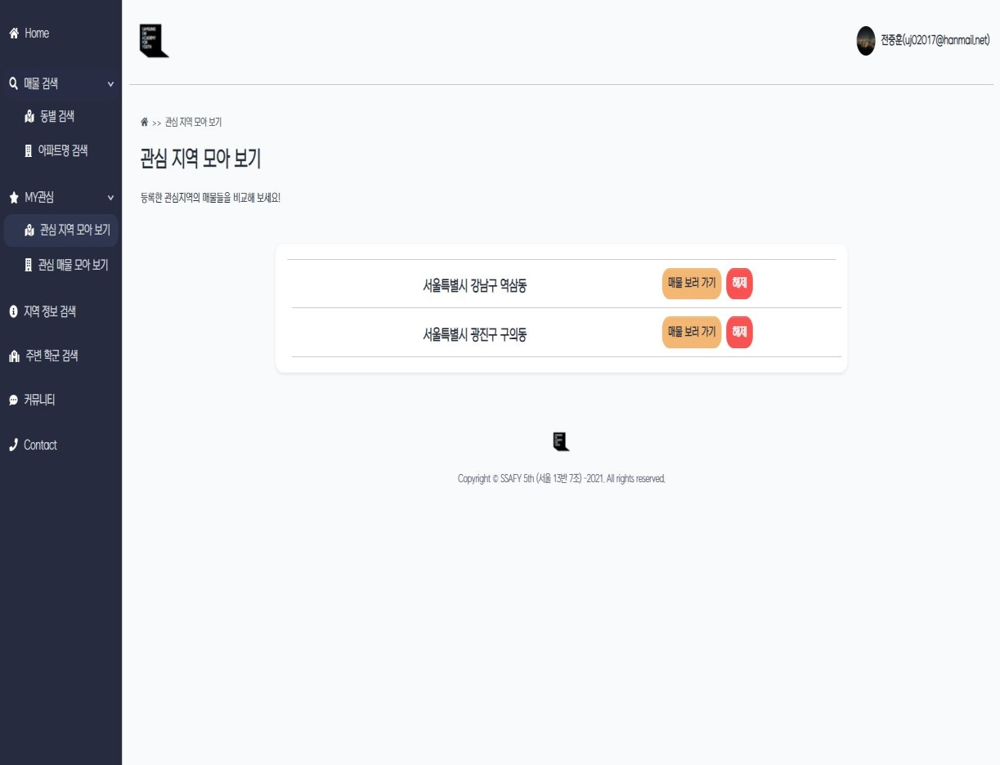 Home
매물 검색
동별 검색
아파트명 검색
MY관심
관심 지역 모아 보기
관심 매물 모아 보기
지역 정보 검색
주변 학군 검색
커뮤니티
Contact
SAMSUNG
SW
ACADEMY
FOR
YOUTH
전중훈(uj02017@hanmail.net)
>> 관심 지역 모아 보기
관심 지역 모아 보기
등록한 관심지역의 매물들을 비교해 보세요!
서울특별시 강남구 역삼동 매물 보러 가기 해제
서울특별시 광진구 구의동 매물 보러 가기 해제
Copyright © SSAFY 5th (서울 13반 7조) -2021. All rights reserved.